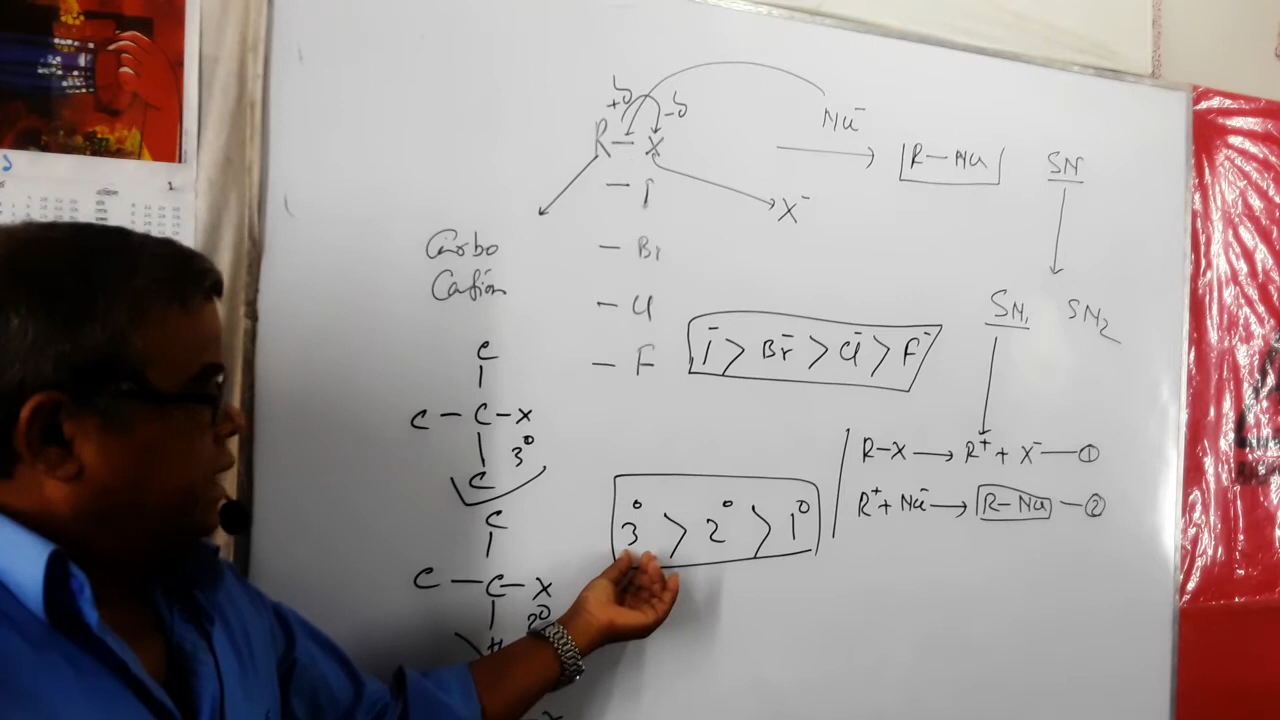 +δ -δ
R — X
Nu⁻
⟶ R—Nu
SN
— I
X⁻
Carbo
Cation
— Br
— Cl
— F
SN₁ SN₂
I⁻ > Br⁻ > Cl⁻ > F⁻
C
C — C — X
3°
C
R—X ⟶ R⁺ + X⁻ — ①
R⁺ + Nu⁻ ⟶ R—Nu — ②
3° > 2° > 1°
C
C — C — X
2°
H